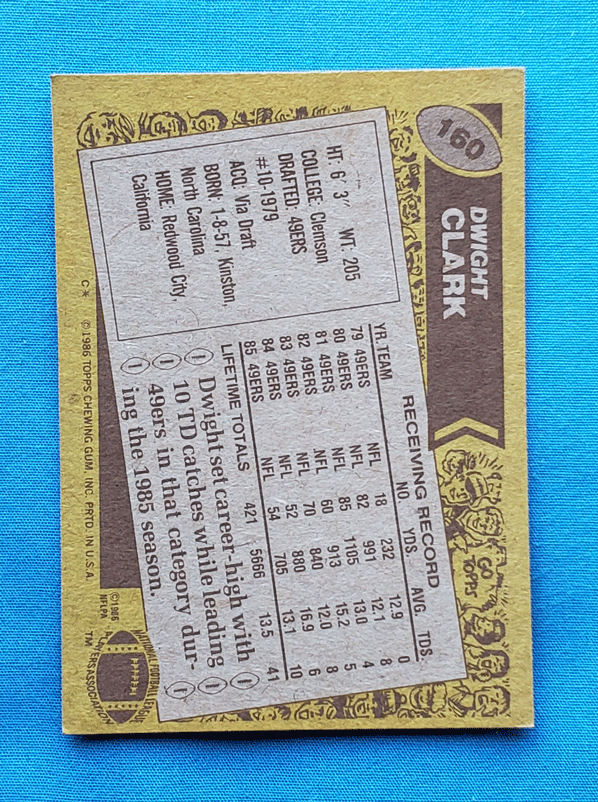 160
DWIGHT
CLARK
HT: 6' 3" WT: 205
COLLEGE: Clemson
DRAFTED: 49ERS
#10-1979
ACQ: Via Draft
BORN: 1-8-57, Kinston,
North Carolina
HOME: Redwood City,
California
RECEIVING RECORD
YR. TEAM NO. YDS. AVG. TDS.
79 49ERS NFL 18 232 12.9 0
80 49ERS NFL 82 991 12.1 8
81 49ERS NFL 85 1105 13.0 4
82 49ERS NFL 60 913 15.2 5
83 49ERS NFL 70 840 12.0 8
84 49ERS NFL 52 880 16.9 6
85 49ERS NFL 54 705 13.1 10
LIFETIME TOTALS 421 5666 13.5 41
Dwight set career-high with
10 TD catches while leading
49ers in that category dur-
ing the 1985 season.
GO
TOPPS
C* © 1986 TOPPS CHEWING GUM, INC. PRTD. IN U.S.A.
©1986
NFLPA
NATIONAL FOOTBALL LEAGUE
PLAYERS ASSOCIATION
TM